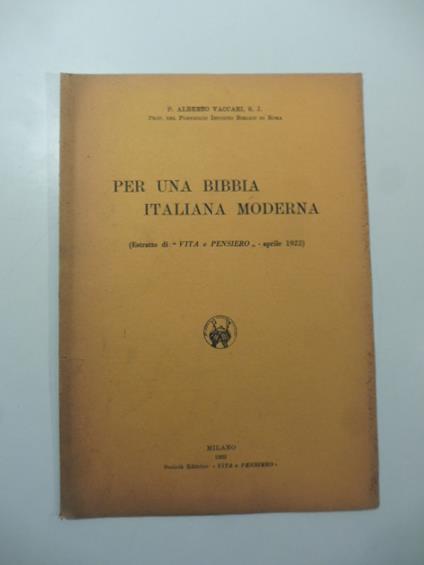 P. ALBERTO VACCARI, S. J.
PROF. DEL PONTIFICIO ISTITUTO BIBLICO DI ROMA
PER UNA BIBBIA
ITALIANA MODERNA
(Estratto di “ VITA e PENSIERO „ - aprile 1922)
MILANO
1922
Società Editrice “ VITA e PENSIERO „